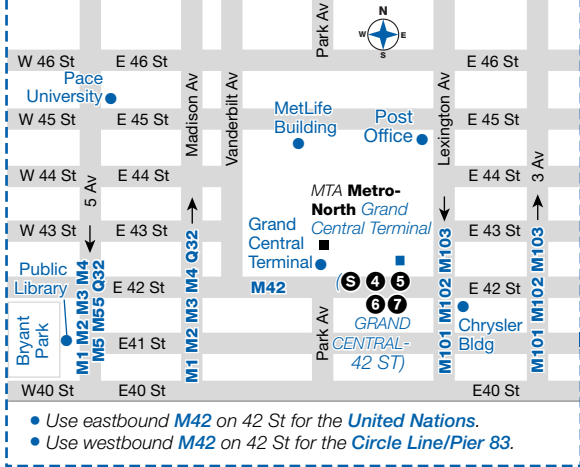 N
W E
S
Park Av
W 46 St
E 46 St
E 46 St
Pace
University
Madison Av
Vanderbilt Av
MetLife
Building
Post
Office
Lexington Av
W 45 St
E 45 St
E 45 St
5 Av
3 Av
W 44 St
E 44 St
E 44 St
MTA Metro-
North Grand
Central Terminal
W 43 St
E 43 St
E 43 St
Grand
Central
Terminal
Public
Library
M1 M2 M3 M4
M5 M55 Q32
M1 M2 M3 M4 Q32
E 42 St
M42
(S 4 5
6 7
GRAND
CENTRAL-
42 ST)
M101 M102 M103
E 42 St
M101 M102 M103
Chrysler
Bldg
Bryant
Park
E41 St
Park Av
E 41 St
W40 St
E40 St
E40 St
• Use eastbound M42 on 42 St for the United Nations.
• Use westbound M42 on 42 St for the Circle Line/Pier 83.